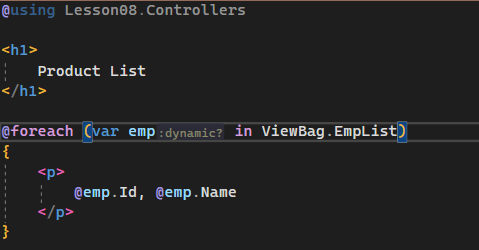 @using Lesson08.Controllers
<h1>
Product List
</h1>
@foreach (var emp :dynamic? in ViewBag.EmpList)
{
<p>
@emp.Id, @emp.Name
</p>
}